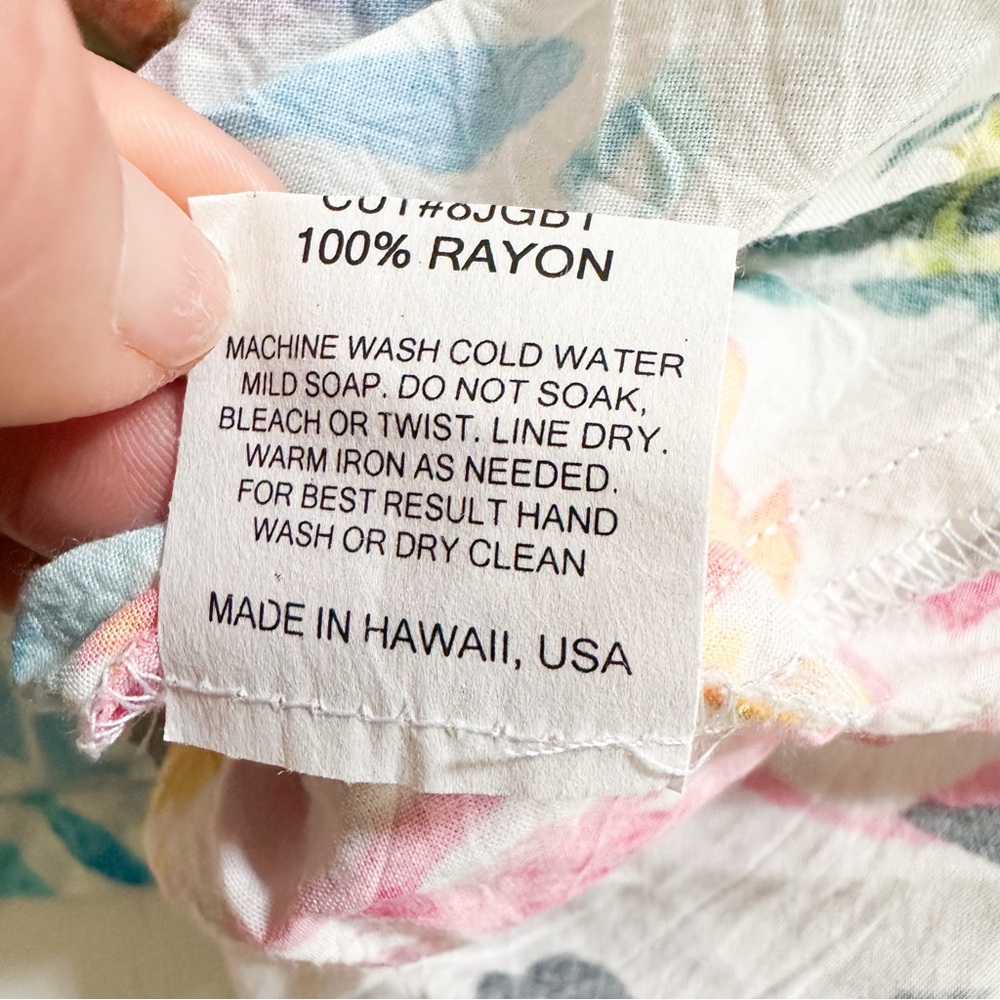 100% RAYON
MACHINE WASH COLD WATER
MILD SOAP. DO NOT SOAK,
BLEACH OR TWIST. LINE DRY.
WARM IRON AS NEEDED.
FOR BEST RESULT HAND
WASH OR DRY CLEAN
MADE IN HAWAII, USA